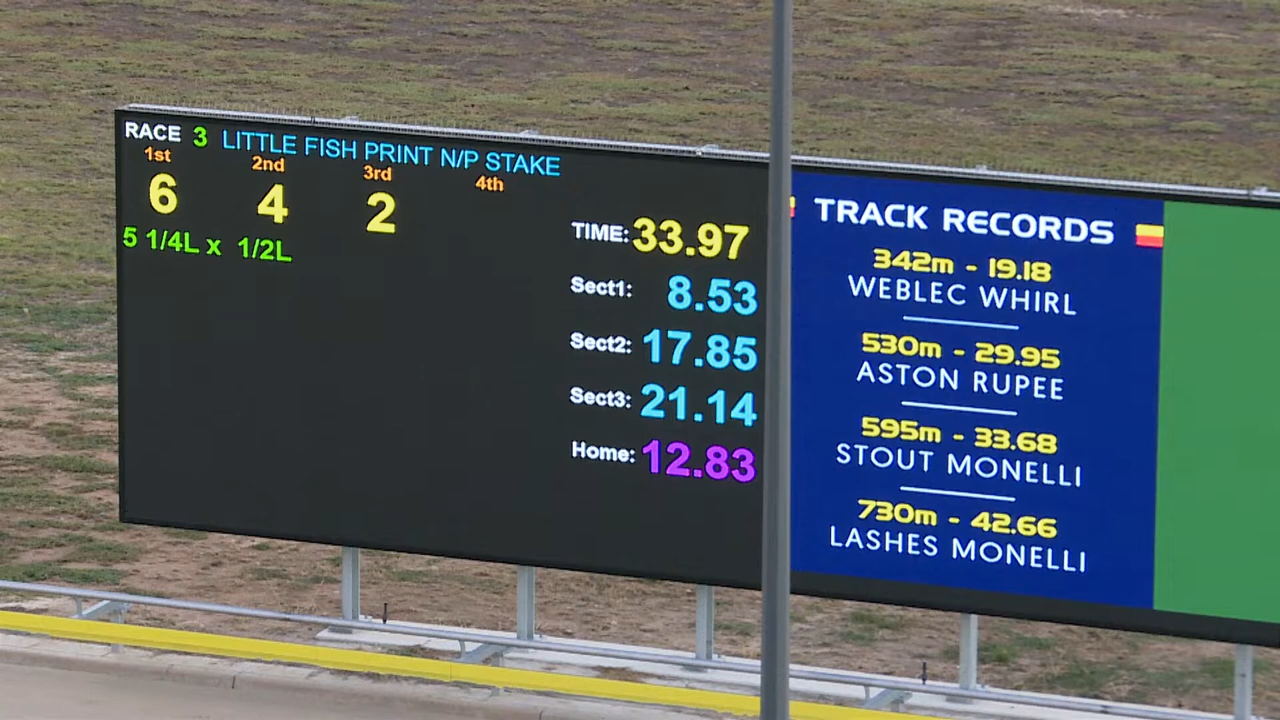 RACE 3 LITTLE FISH PRINT N/P STAKE
1st 2nd 3rd 4th
6 4 2
5 1/4L x 1/2L
TIME: 33.97
Sect1: 8.53
Sect2: 17.85
Sect3: 21.14
Home: 12.83
TRACK RECORDS
342m - 19.18
WEBLEC WHIRL
530m - 29.95
ASTON RUPEE
595m - 33.68
STOUT MONELLI
730m - 42.66
LASHES MONELLI